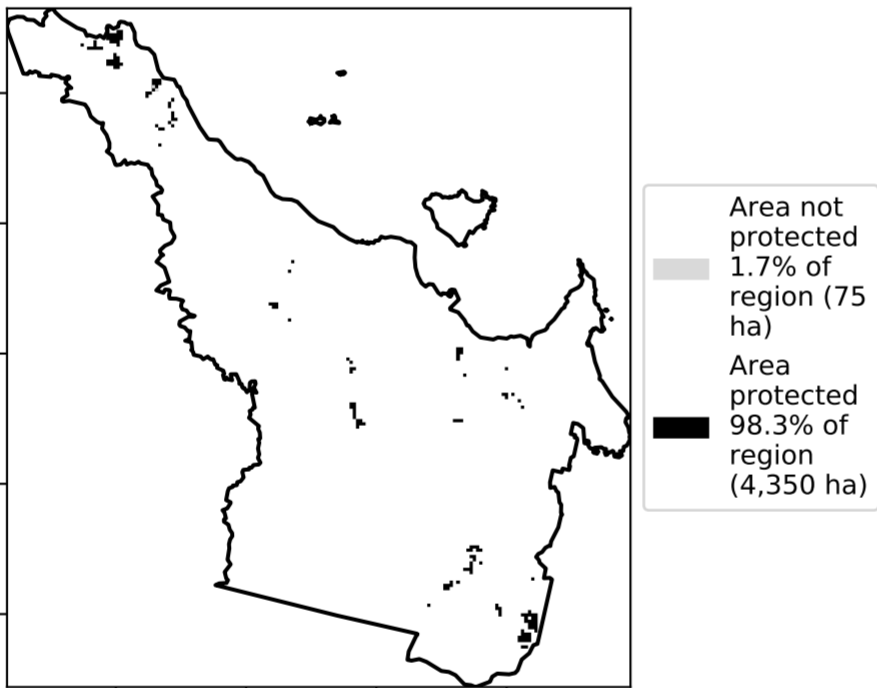 Area not
protected
1.7% of
region (75
ha)
Area
protected
98.3% of
region
(4,350 ha)